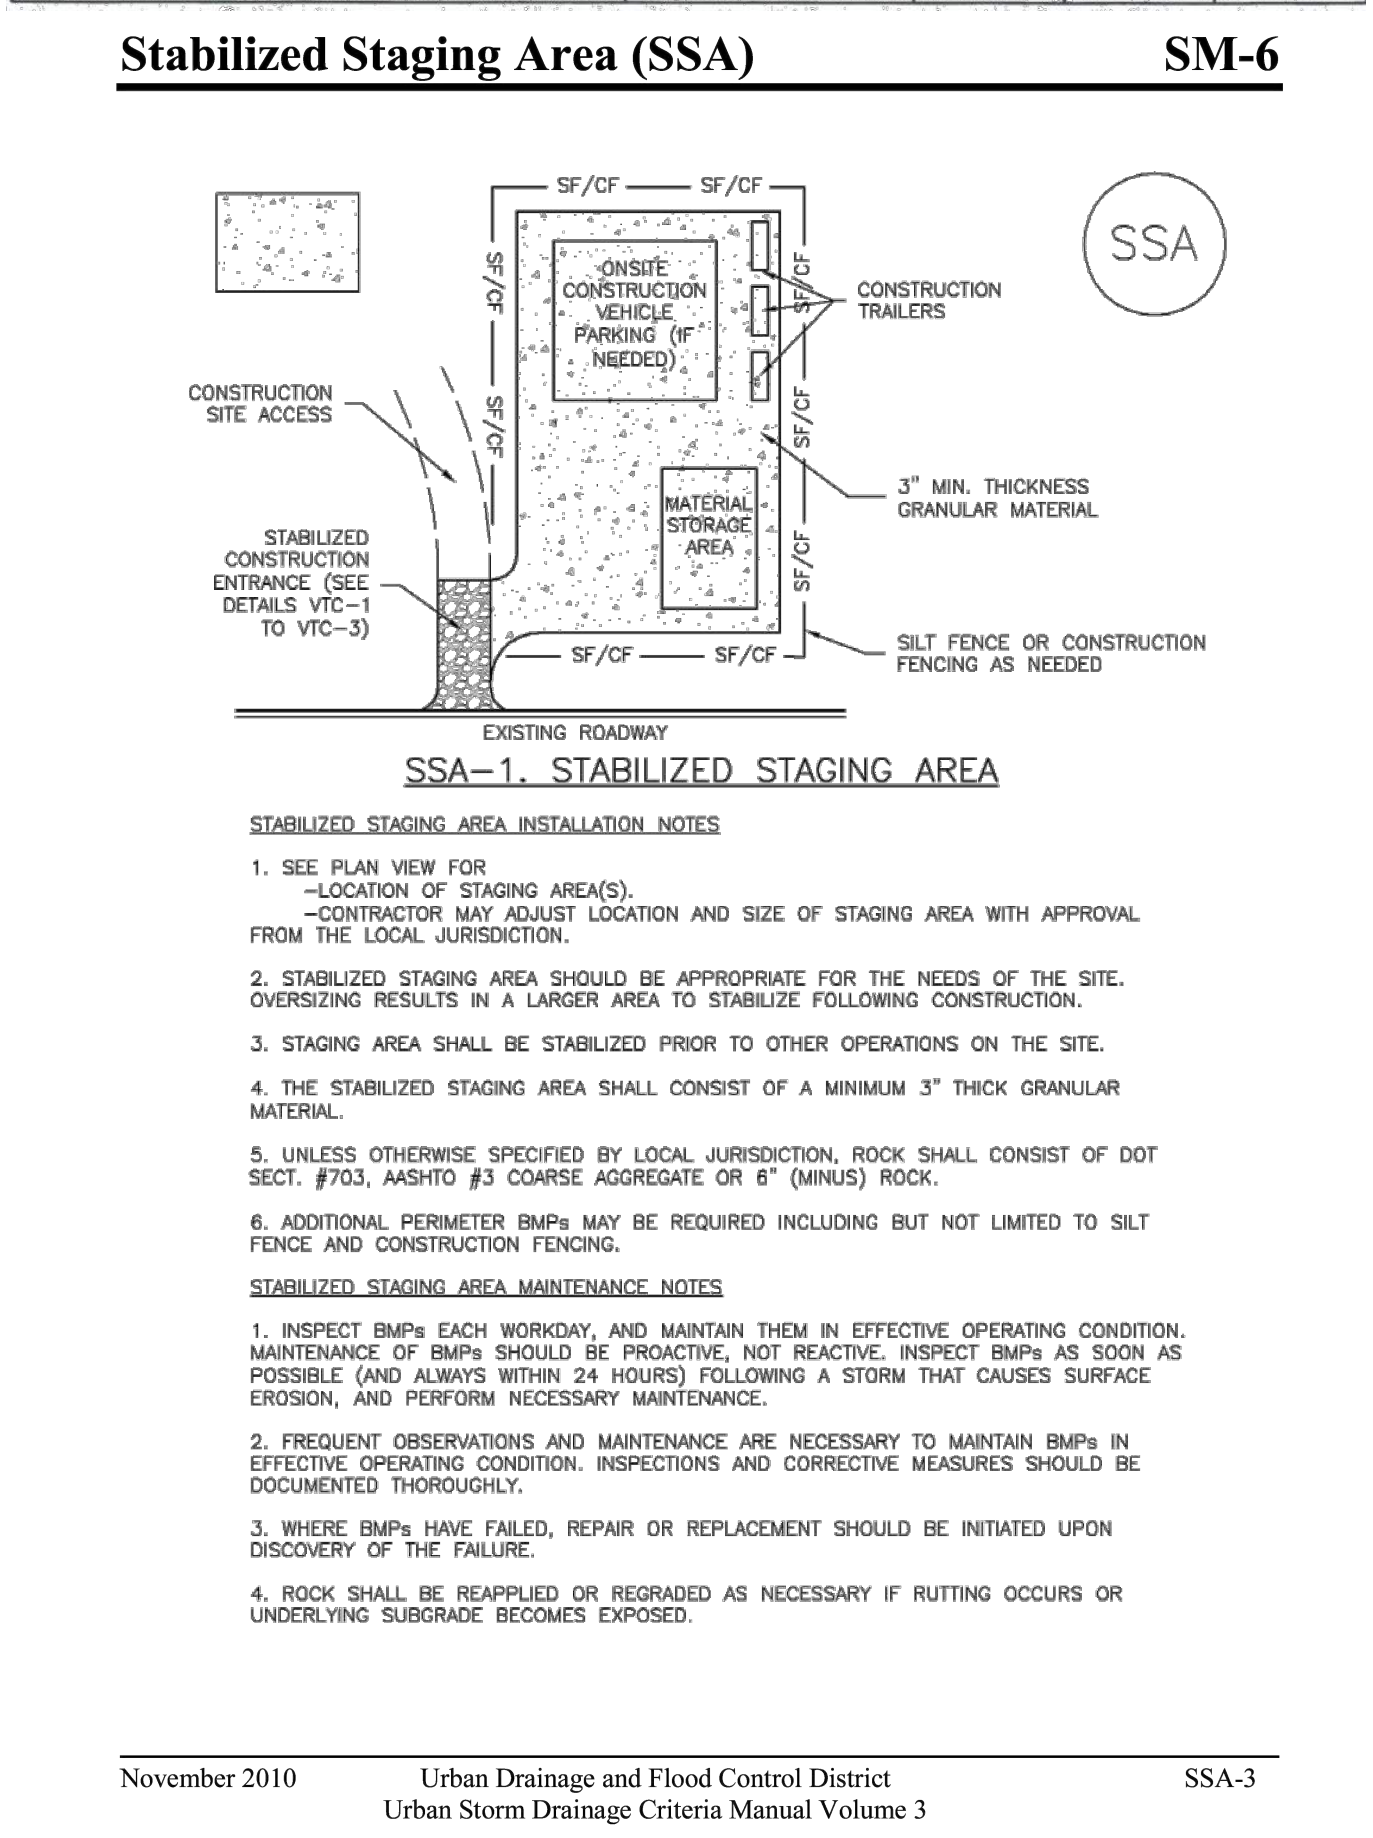 Stabilized Staging Area (SSA) SM-6
SF/CF SF/CF
SF/CF
SF/CF
SF/CF
SF/CF
SF/CF
SF/CF SF/CF
ONSITE
CONSTRUCTION
VEHICLE
PARKING (IF
NEEDED)
CONSTRUCTION
TRAILERS
SSA
CONSTRUCTION
SITE ACCESS
3" MIN. THICKNESS
GRANULAR MATERIAL
MATERIAL
STORAGE
AREA
STABILIZED
CONSTRUCTION
ENTRANCE (SEE
DETAILS VTC-1
TO VTC-3)
SILT FENCE OR CONSTRUCTION
FENCING AS NEEDED
EXISTING ROADWAY
SSA-1. STABILIZED STAGING AREA
STABILIZED STAGING AREA INSTALLATION NOTES
1. SEE PLAN VIEW FOR
-LOCATION OF STAGING AREA(S).
-CONTRACTOR MAY ADJUST LOCATION AND SIZE OF STAGING AREA WITH APPROVAL
FROM THE LOCAL JURISDICTION.
2. STABILIZED STAGING AREA SHOULD BE APPROPRIATE FOR THE NEEDS OF THE SITE.
OVERSIZING RESULTS IN A LARGER AREA TO STABILIZE FOLLOWING CONSTRUCTION.
3. STAGING AREA SHALL BE STABILIZED PRIOR TO OTHER OPERATIONS ON THE SITE.
4. THE STABILIZED STAGING AREA SHALL CONSIST OF A MINIMUM 3" THICK GRANULAR
MATERIAL.
5. UNLESS OTHERWISE SPECIFIED BY LOCAL JURISDICTION, ROCK SHALL CONSIST OF DOT
SECT. #703, AASHTO #3 COARSE AGGREGATE OR 6" (MINUS) ROCK.
6. ADDITIONAL PERIMETER BMPs MAY BE REQUIRED INCLUDING BUT NOT LIMITED TO SILT
FENCE AND CONSTRUCTION FENCING.
STABILIZED STAGING AREA MAINTENANCE NOTES
1. INSPECT BMPs EACH WORKDAY, AND MAINTAIN THEM IN EFFECTIVE OPERATING CONDITION.
MAINTENANCE OF BMPs SHOULD BE PROACTIVE, NOT REACTIVE. INSPECT BMPs AS SOON AS
POSSIBLE (AND ALWAYS WITHIN 24 HOURS) FOLLOWING A STORM THAT CAUSES SURFACE
EROSION, AND PERFORM NECESSARY MAINTENANCE.
2. FREQUENT OBSERVATIONS AND MAINTENANCE ARE NECESSARY TO MAINTAIN BMPs IN
EFFECTIVE OPERATING CONDITION. INSPECTIONS AND CORRECTIVE MEASURES SHOULD BE
DOCUMENTED THOROUGHLY.
3. WHERE BMPs HAVE FAILED, REPAIR OR REPLACEMENT SHOULD BE INITIATED UPON
DISCOVERY OF THE FAILURE.
4. ROCK SHALL BE REAPPLIED OR REGRADED AS NECESSARY IF RUTTING OCCURS OR
UNDERLYING SUBGRADE BECOMES EXPOSED.
November 2010 Urban Drainage and Flood Control District SSA-3
Urban Storm Drainage Criteria Manual Volume 3